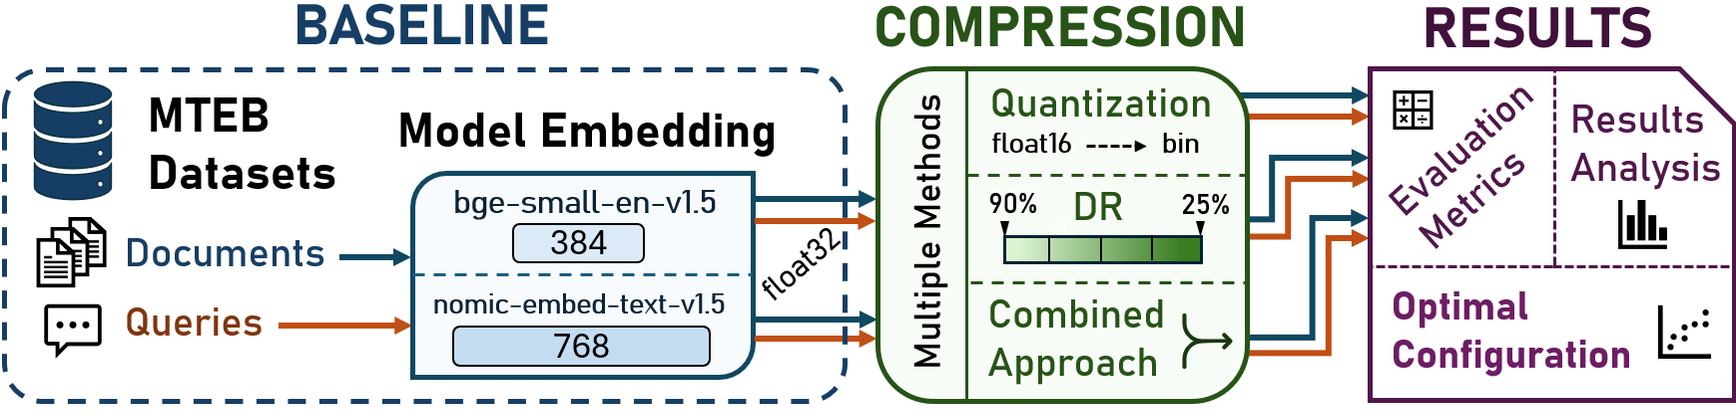 BASELINE
MTEB
Datasets
Documents
Queries
Model Embedding
bge-small-en-v1.5
384
nomic-embed-text-v1.5
768
float32
COMPRESSION
Multiple Methods
Quantization
float16 ----► bin
90% DR 25%
Combined
Approach
RESULTS
Evaluation
Metrics
Results
Analysis
Optimal
Configuration